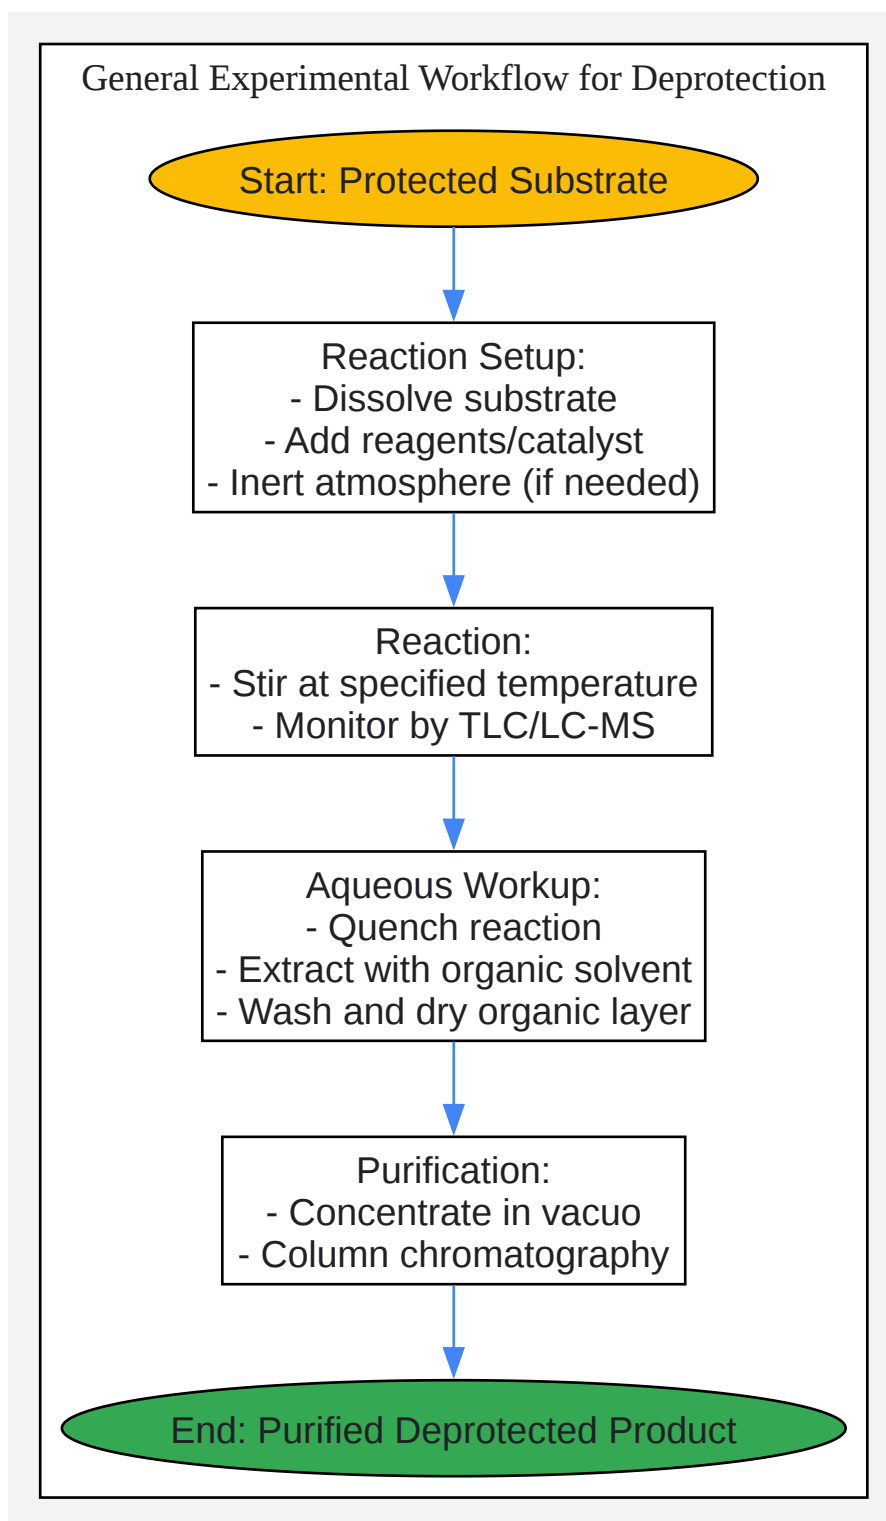 General Experimental Workflow for Deprotection
Start: Protected Substrate
Reaction Setup:
- Dissolve substrate
- Add reagents/catalyst
- Inert atmosphere (if needed)
Reaction:
- Stir at specified temperature
- Monitor by TLC/LC-MS
Aqueous Workup:
- Quench reaction
- Extract with organic solvent
- Wash and dry organic layer
Purification:
- Concentrate in vacuo
- Column chromatography
End: Purified Deprotected Product